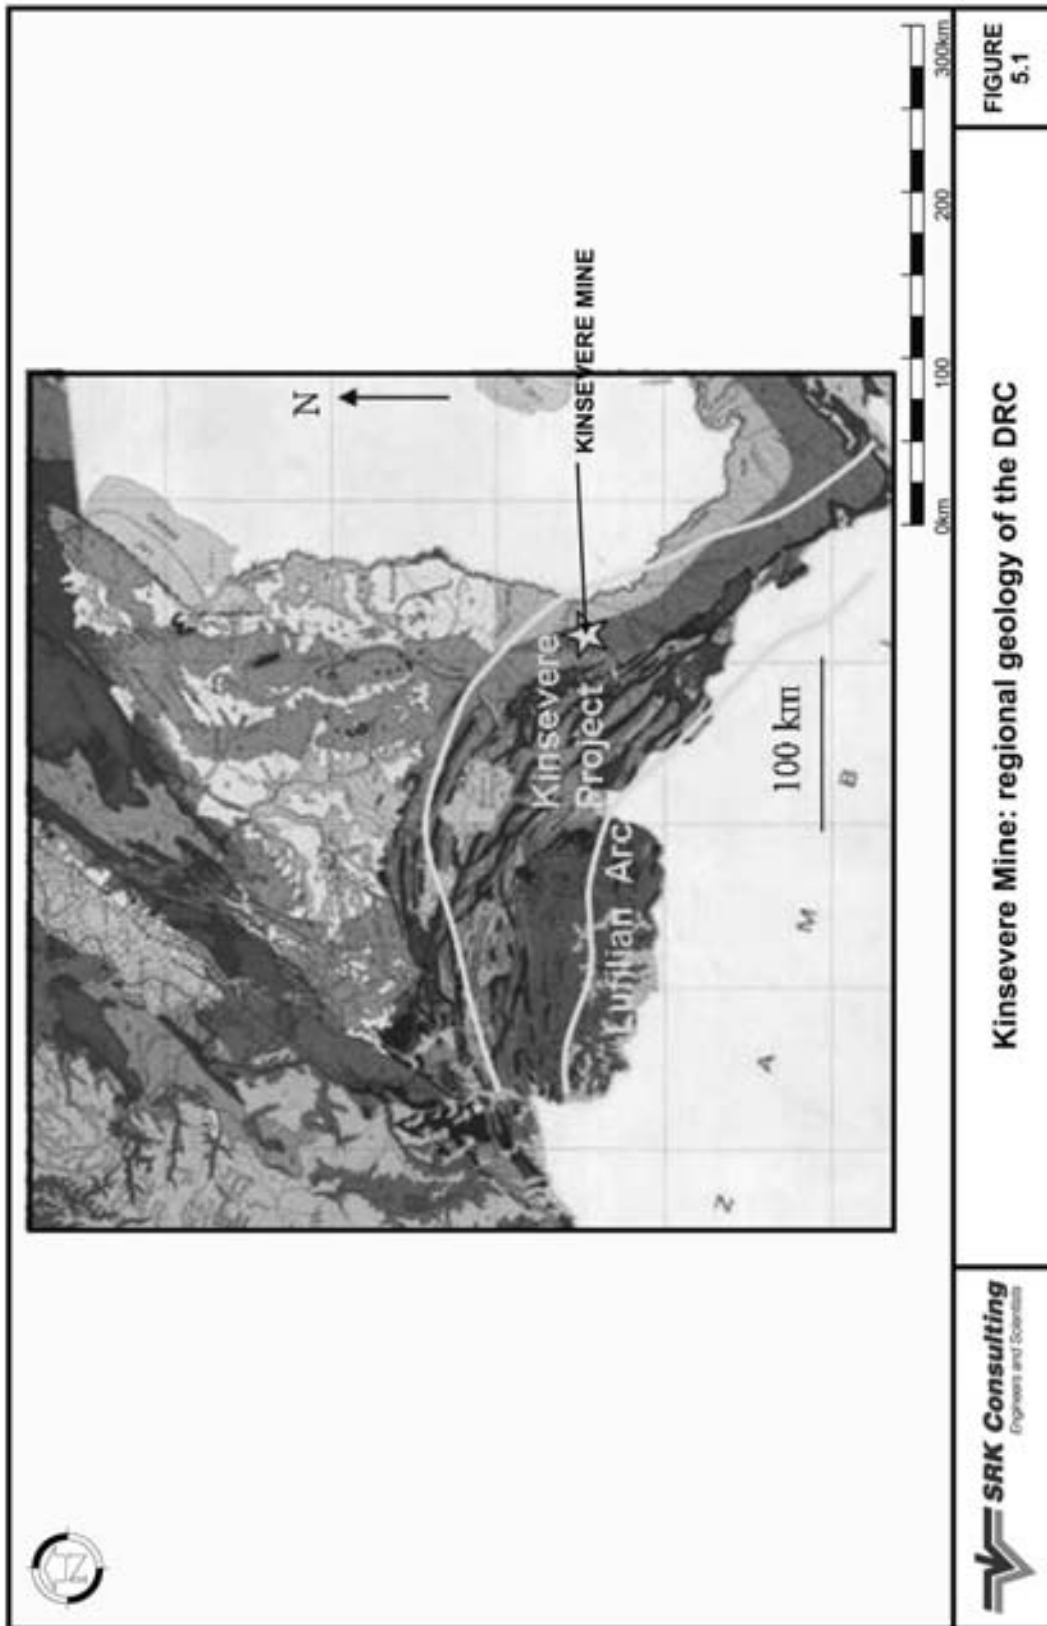 N
KINSEVERE MINE
Kinsevere
Project
Lufilian Arc
100 km
Z A M B
0km 100 200 300km
SRK Consulting
Engineers and Scientists
Kinsevere Mine: regional geology of the DRC
FIGURE
5.1